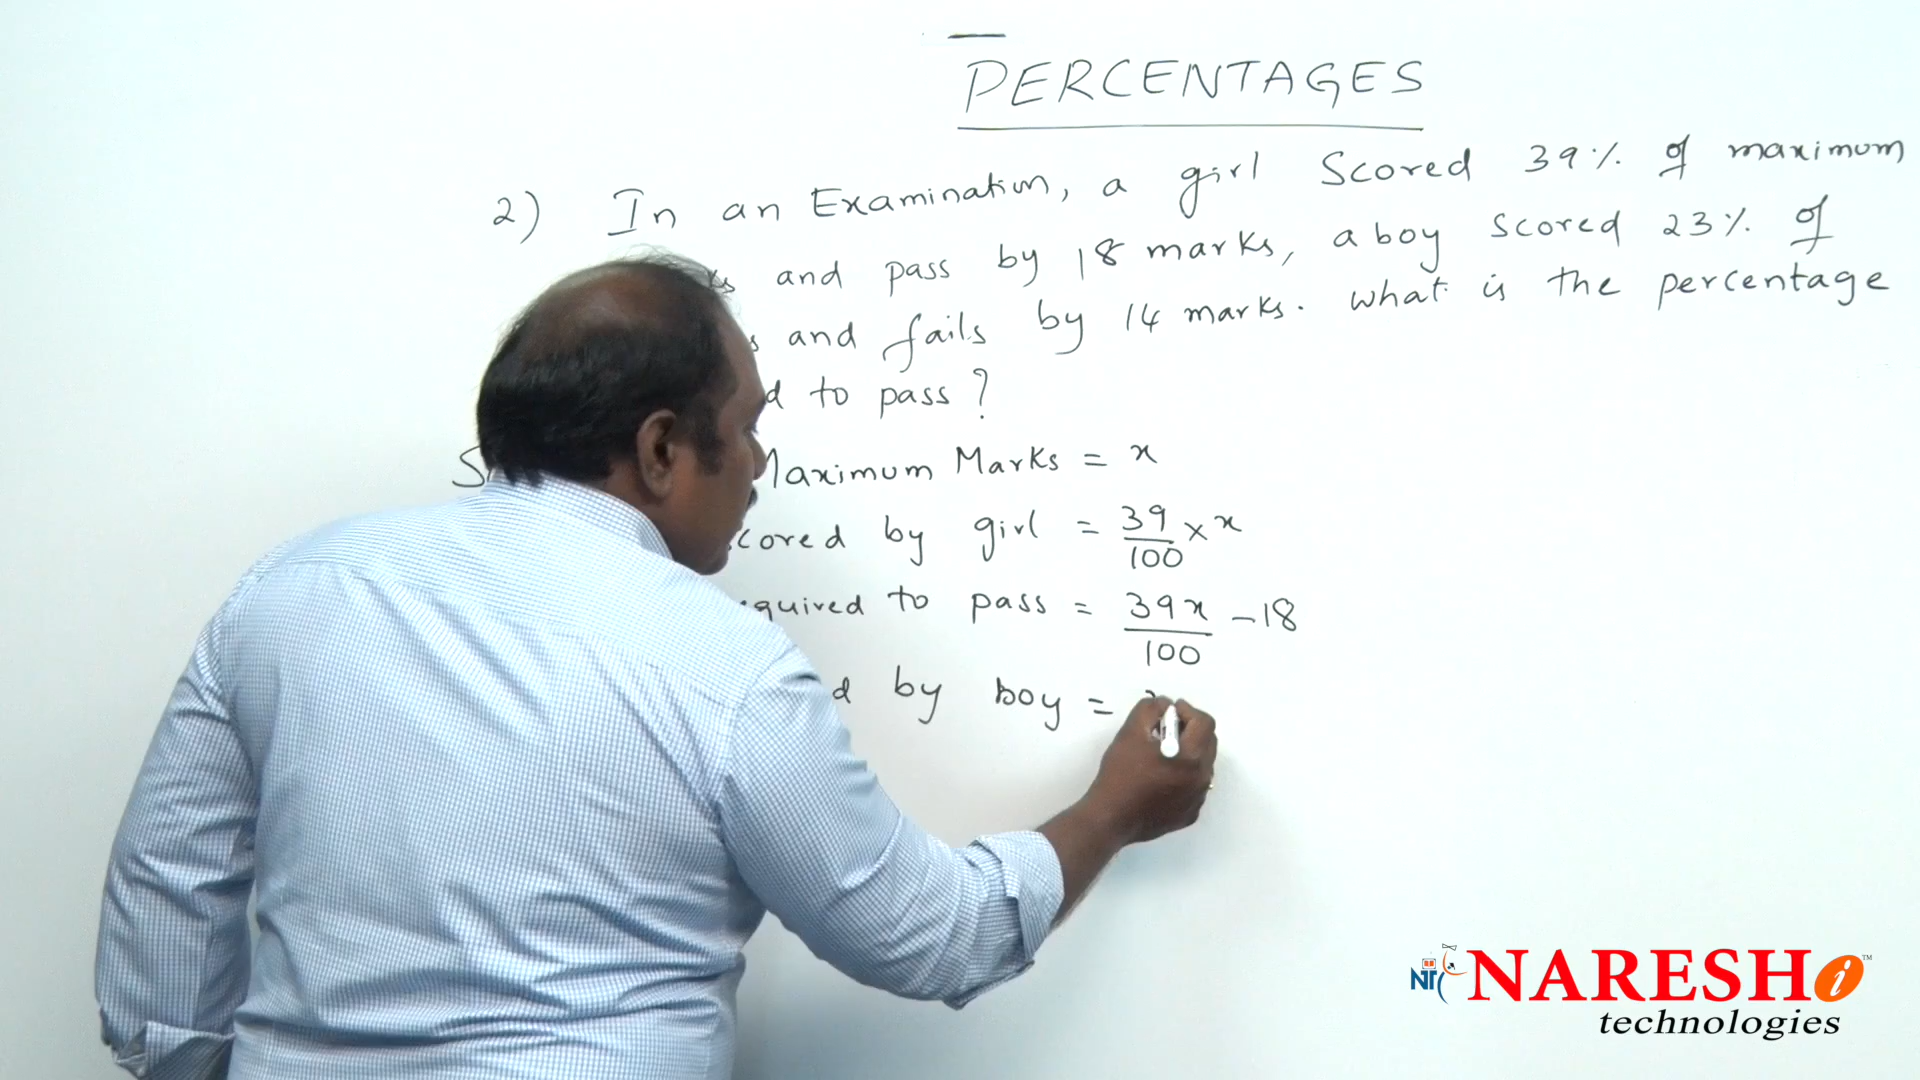 PERCENTAGES
2) In an Examination, a girl Scored 39% of maximum
and pass by 18 marks, a boy scored 23% of
and fails by 14 marks. what is the percentage
to pass?
Maximum Marks = x
by girl = 39/100 × x
to pass = 39x/100 - 18
by boy =
NARESH i TM
technologies